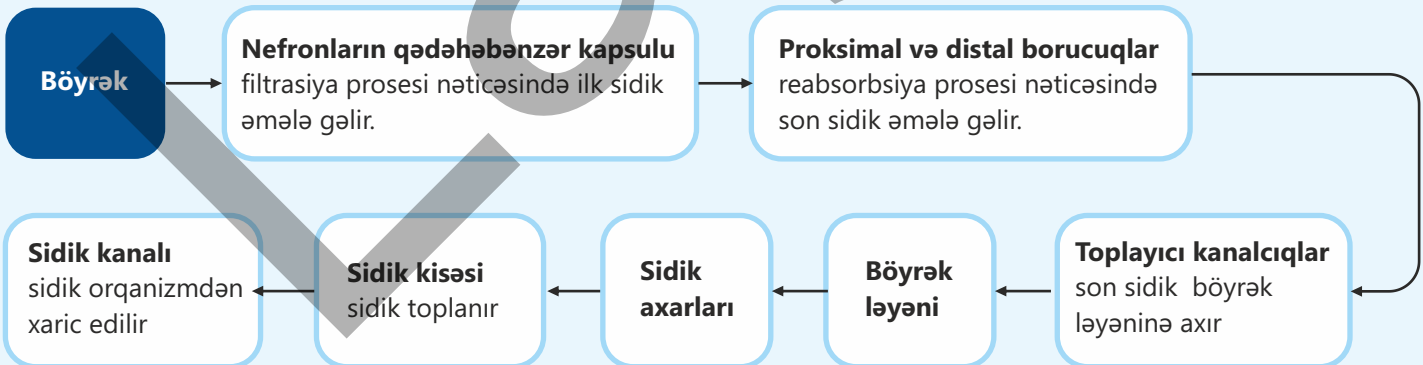 Böyrək
Nefronların qədəhəbənzər kapsulu
filtrasiya prosesi nəticəsində ilk sidik
əmələ gəlir.
Proksimal və distal borucuqlar
reabsorbsiya prosesi nəticəsində
son sidik əmələ gəlir.
Toplayıcı kanalcıqlar
son sidik böyrək
ləyəninə axır
Böyrək
ləyəni
Sidik
axarları
Sidik kisəsi
sidik toplanır
Sidik kanalı
sidik orqanizmdən
xaric edilir